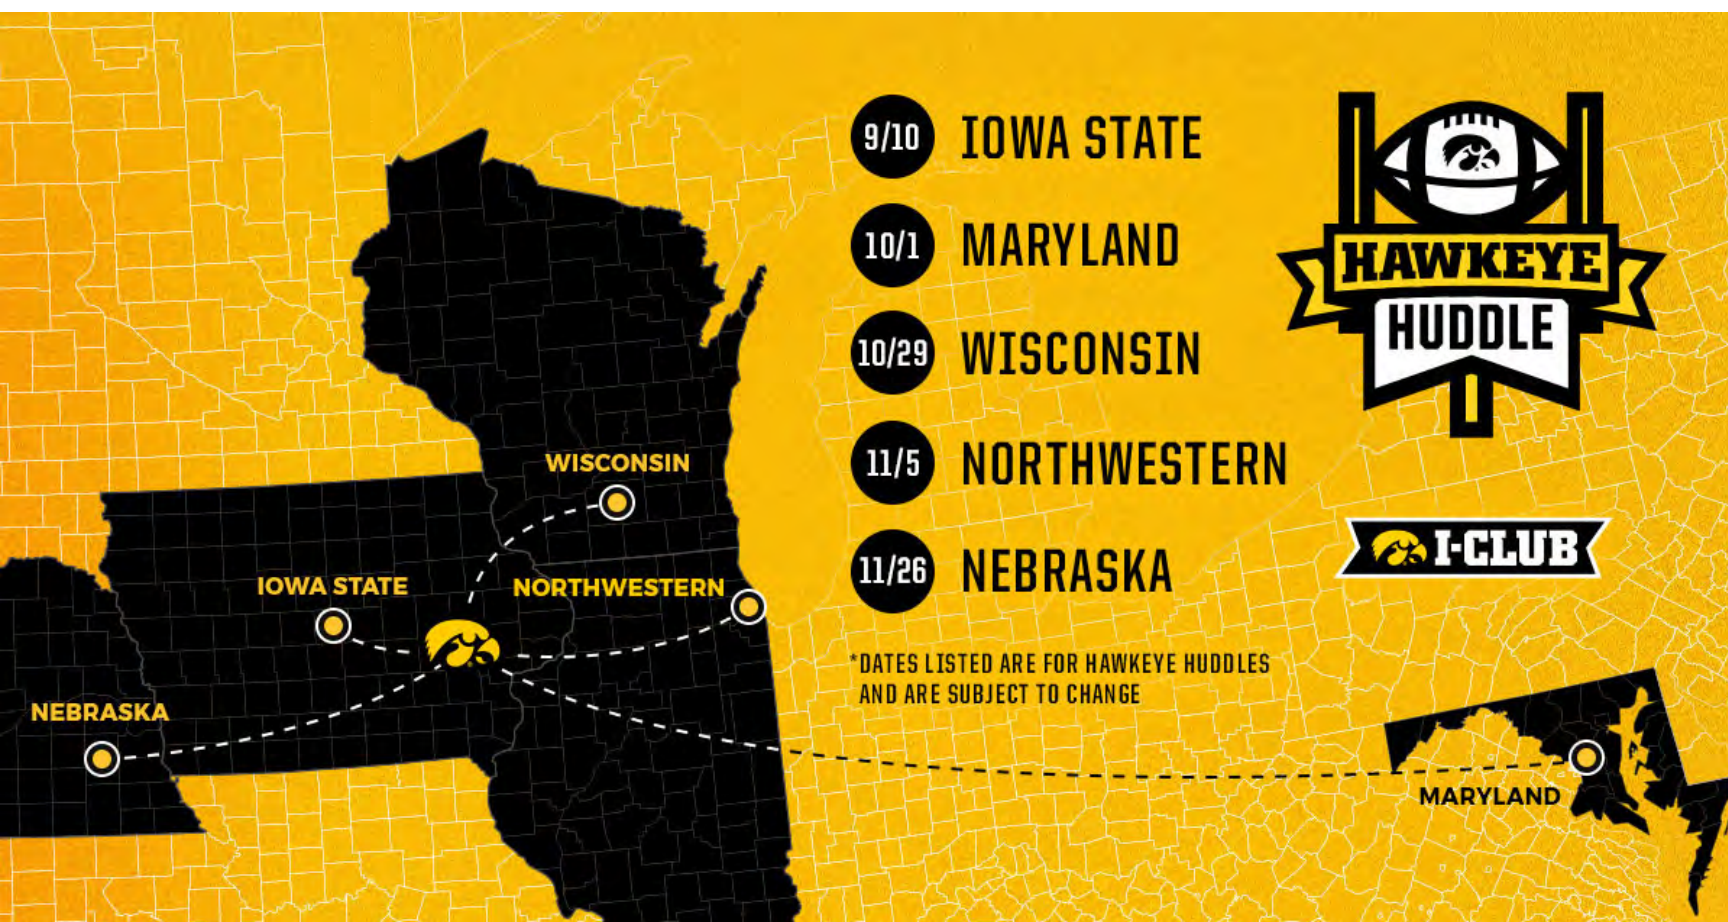 9/10 IOWA STATE
10/1 MARYLAND
10/29 WISCONSIN
11/5 NORTHWESTERN
11/26 NEBRASKA
*DATES LISTED ARE FOR HAWKEYE HUDDLES
AND ARE SUBJECT TO CHANGE
HAWKEYE
HUDDLE
I-CLUB
WISCONSIN
IOWA STATE
NORTHWESTERN
NEBRASKA
MARYLAND